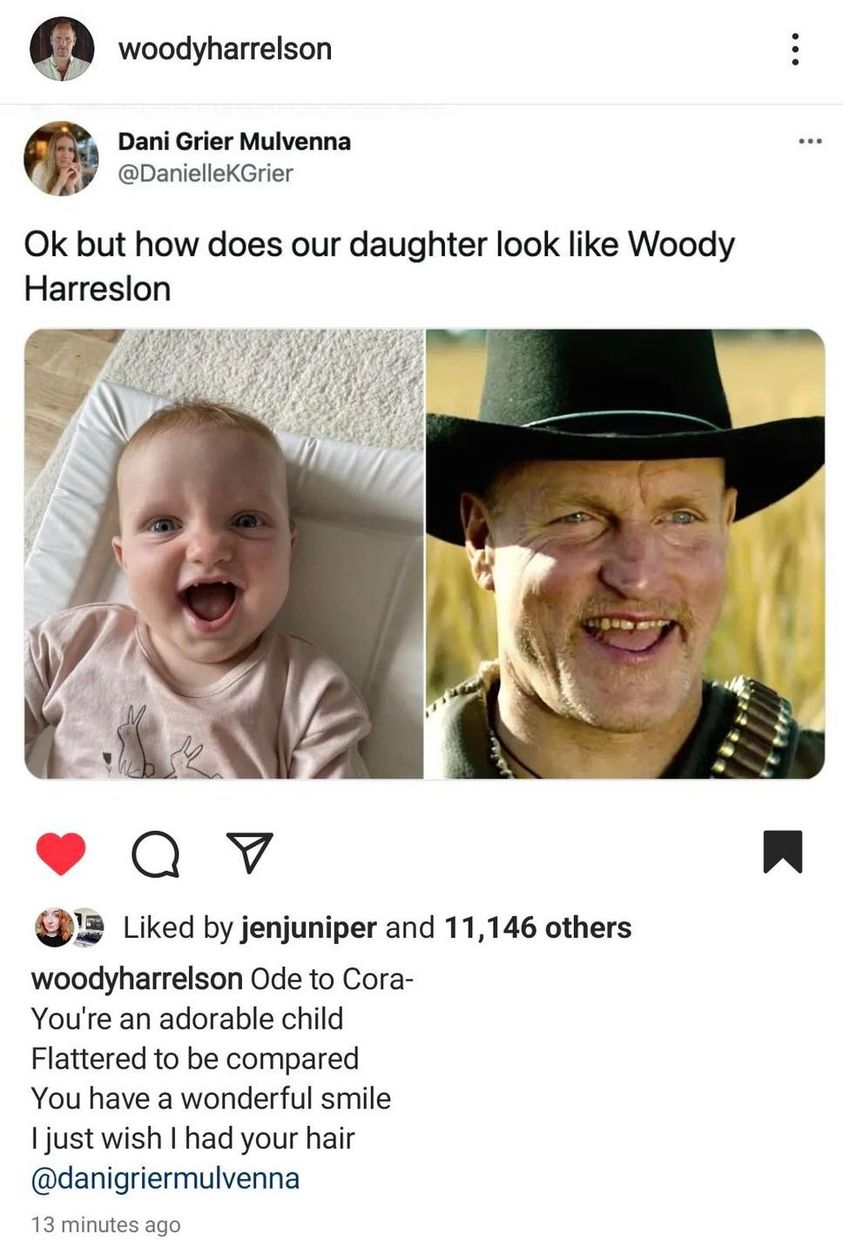 woodyharrelson
Dani Grier Mulvenna
@DanielleKGrier
Ok but how does our daughter look like Woody
Harreslon
Liked by jenjuniper and 11,146 others
woodyharrelson Ode to Cora-
You're an adorable child
Flattered to be compared
You have a wonderful smile
I just wish I had your hair
@danigriermulvenna
13 minutes ago